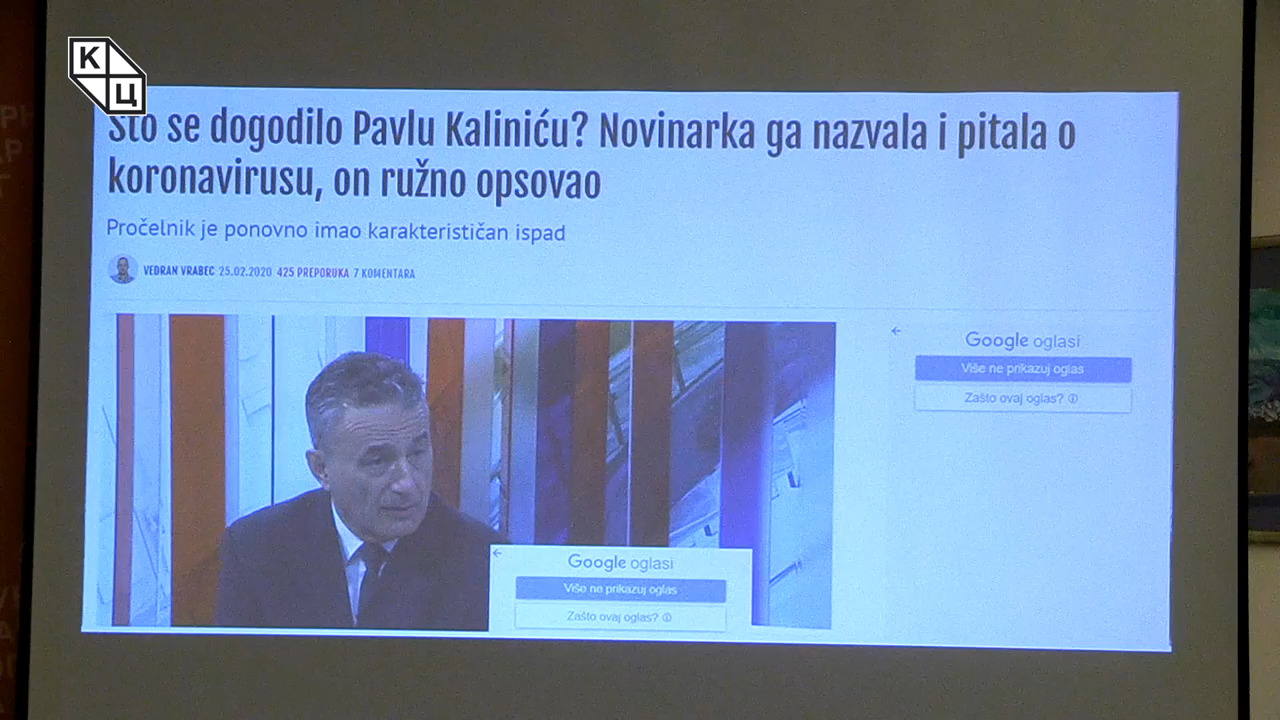 К
Ц
Što se dogodilo Pavlu Kaliniću? Novinarka ga nazvala i pitala o
koronavirusu, on ružno opsovao
Pročelnik je ponovno imao karakterističan ispad
VEDRAN VRABEC 25.02.2020 425 PREPORUKA 7 KOMENTARA
Google oglasi
Više ne prikazuj oglas
Zašto ovaj oglas?
Google oglasi
Više ne prikazuj oglas
Zašto ovaj oglas?